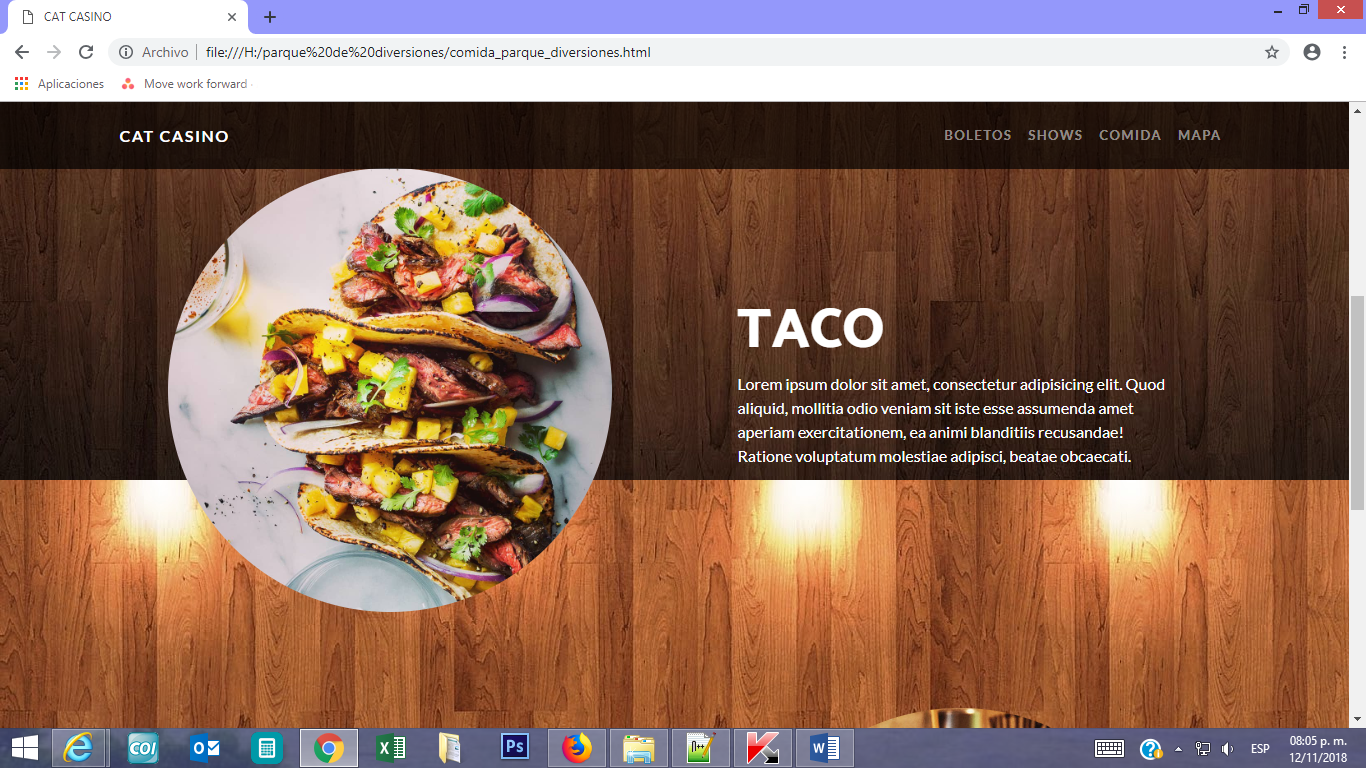 CAT CASINO
Archivo file:///H:/parque%20de%20diversiones/comida_parque_diversiones.html
Aplicaciones Move work forward
CAT CASINO BOLETOS SHOWS COMIDA MAPA
TACO
Lorem ipsum dolor sit amet, consectetur adipisicing elit. Quod
aliquid, mollitia odio veniam sit iste esse assumenda amet
aperiam exercitationem, ea animi blanditiis recusandae!
Ratione voluptatum molestiae adipisci, beatae obcaecati.
COI Ps ESP 08:05 p. m.
12/11/2018